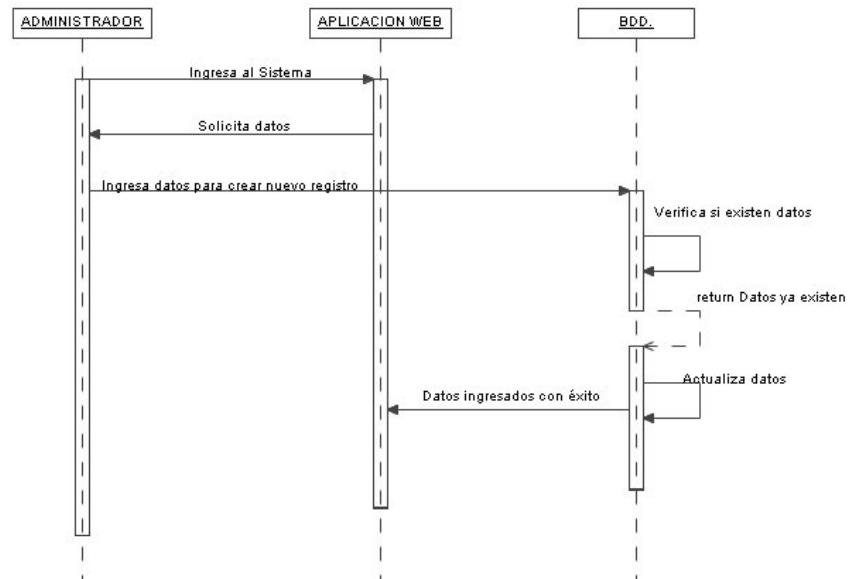 ADMINISTRADOR
APLICACION WEB
BDD.
Ingresa al Sistema
Solicita datos
Ingresa datos para crear nuevo registro
Verifica si existen datos
return Datos ya existen
Actualiza datos
Datos ingresados con éxito